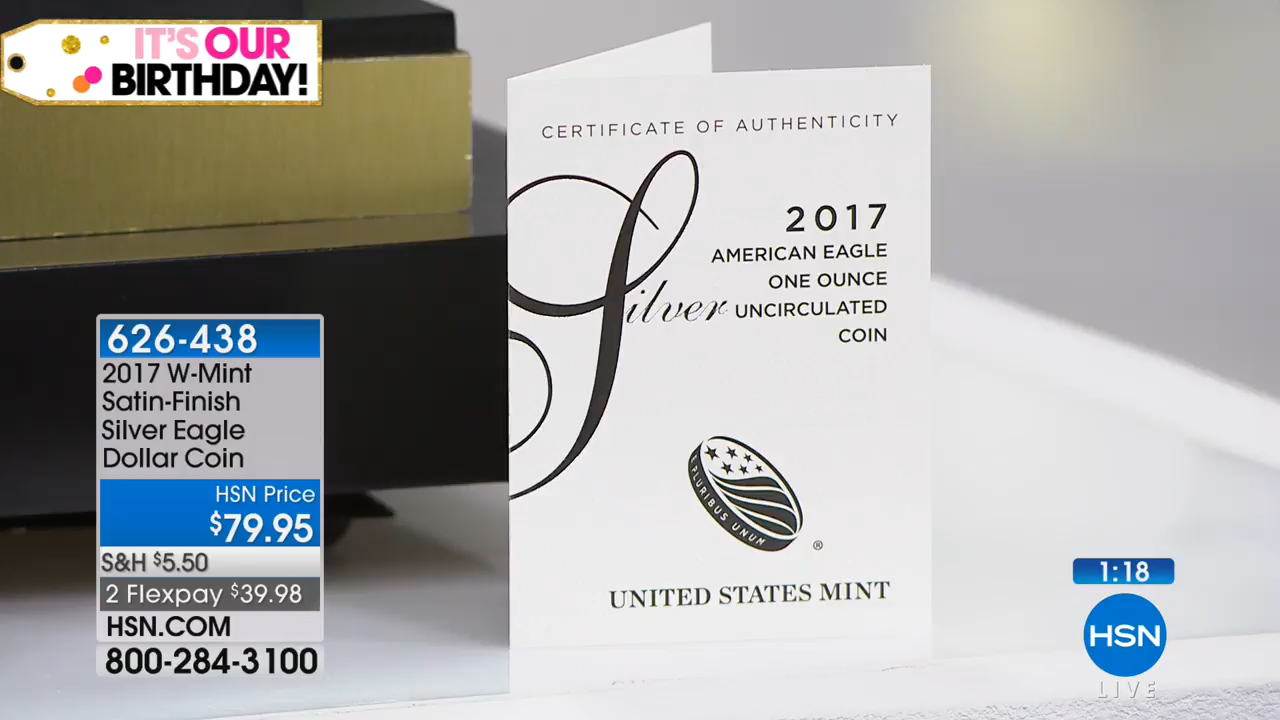 IT'S OUR
BIRTHDAY!
CERTIFICATE OF AUTHENTICITY
2017
AMERICAN EAGLE
ONE OUNCE
Silver UNCIRCULATED
COIN
E PLURIBUS UNUM
®
UNITED STATES MINT
626-438
2017 W-Mint
Satin-Finish
Silver Eagle
Dollar Coin
HSN Price
$79.95
S&H $5.50
2 Flexpay $39.98
HSN.COM
800-284-3100
1:18
HSN
LIVE